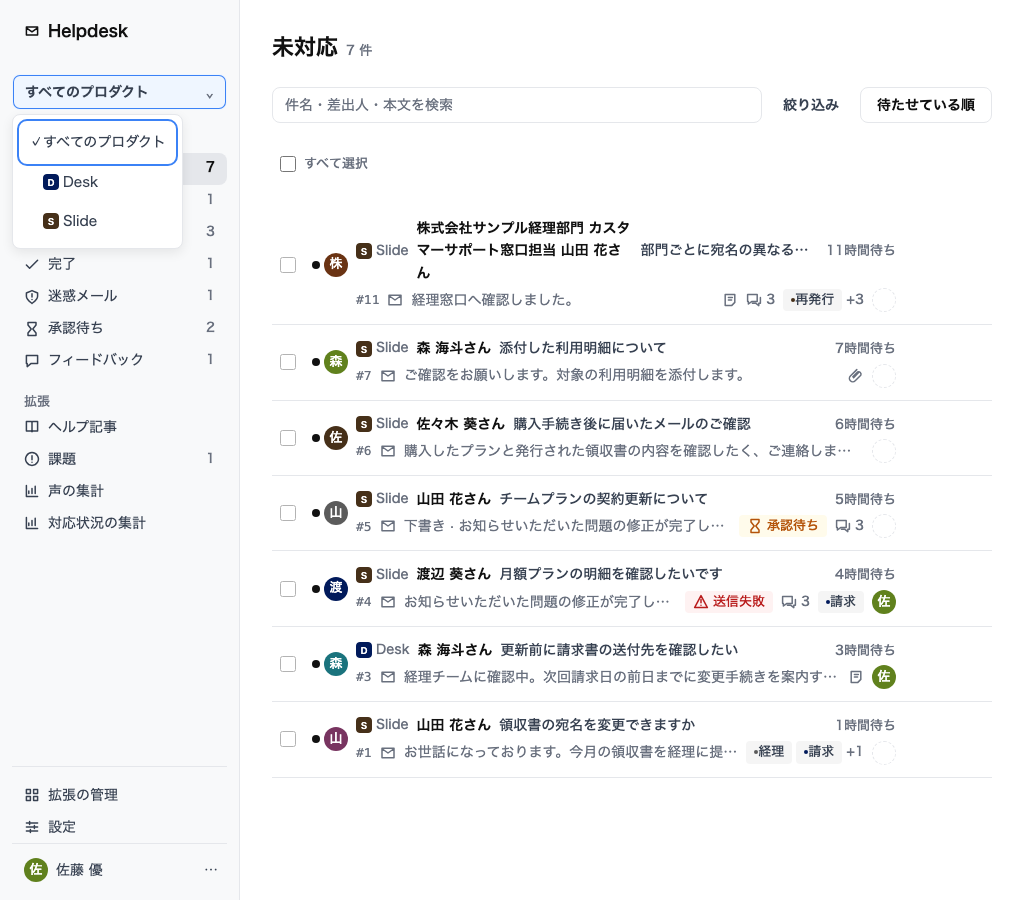 Helpdesk
すべてのプロダクト
✓すべてのプロダクト
D Desk
S Slide
7
1
3
完了 1
迷惑メール 1
承認待ち 2
フィードバック 1
拡張
ヘルプ記事
課題 1
声の集計
対応状況の集計
拡張の管理
設定
佐 佐藤 優 …
未対応 7 件
件名・差出人・本文を検索 絞り込み 待たせている順
すべて選択
株 S Slide 株式会社サンプル経理部門 カスタ
マーサポート窓口担当 山田 花さ
ん 部門ごとに宛名の異なる… 11時間待ち
#11 経理窓口へ確認しました。 3 •再発行 +3
森 S Slide 森 海斗さん 添付した利用明細について 7時間待ち
#7 ご確認をお願いします。対象の利用明細を添付します。
佐 S Slide 佐々木 葵さん 購入手続き後に届いたメールのご確認 6時間待ち
#6 購入したプランと発行された領収書の内容を確認したく、ご連絡しま…
山 S Slide 山田 花さん チームプランの契約更新について 5時間待ち
#5 下書き · お知らせいただいた問題の修正が完了し… 承認待ち 3
渡 S Slide 渡辺 葵さん 月額プランの明細を確認したいです 4時間待ち
#4 お知らせいただいた問題の修正が完了し… 送信失敗 3 •請求 佐
森 D Desk 森 海斗さん 更新前に請求書の送付先を確認したい 3時間待ち
#3 経理チームに確認中。次回請求日の前日までに変更手続きを案内す… 佐
山 S Slide 山田 花さん 領収書の宛名を変更できますか 1時間待ち
#1 お世話になっております。今月の領収書を経理に提… •経理 •請求 +1